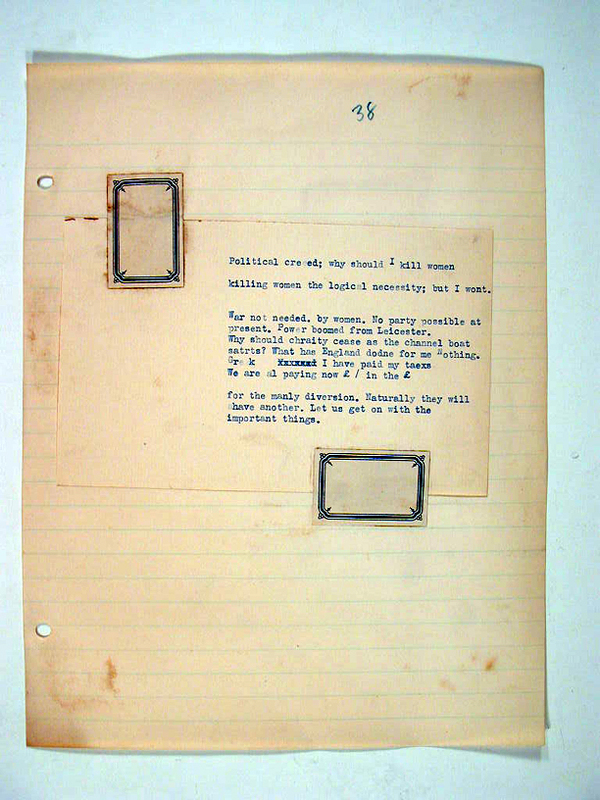 38
Political creed; why should I kill women
killing women the logical necessity; but I wont.
War not needed. by women. No party possible at
present. Power boomed from Leicester.
Why should chraity cease as the channel boat
satrts? What has England dodne for me "othing.
I have paid my taexs
We are al paying now £ / in the £
for the manly diversion. Naturally they will
have another. Let us get on with the
important things.